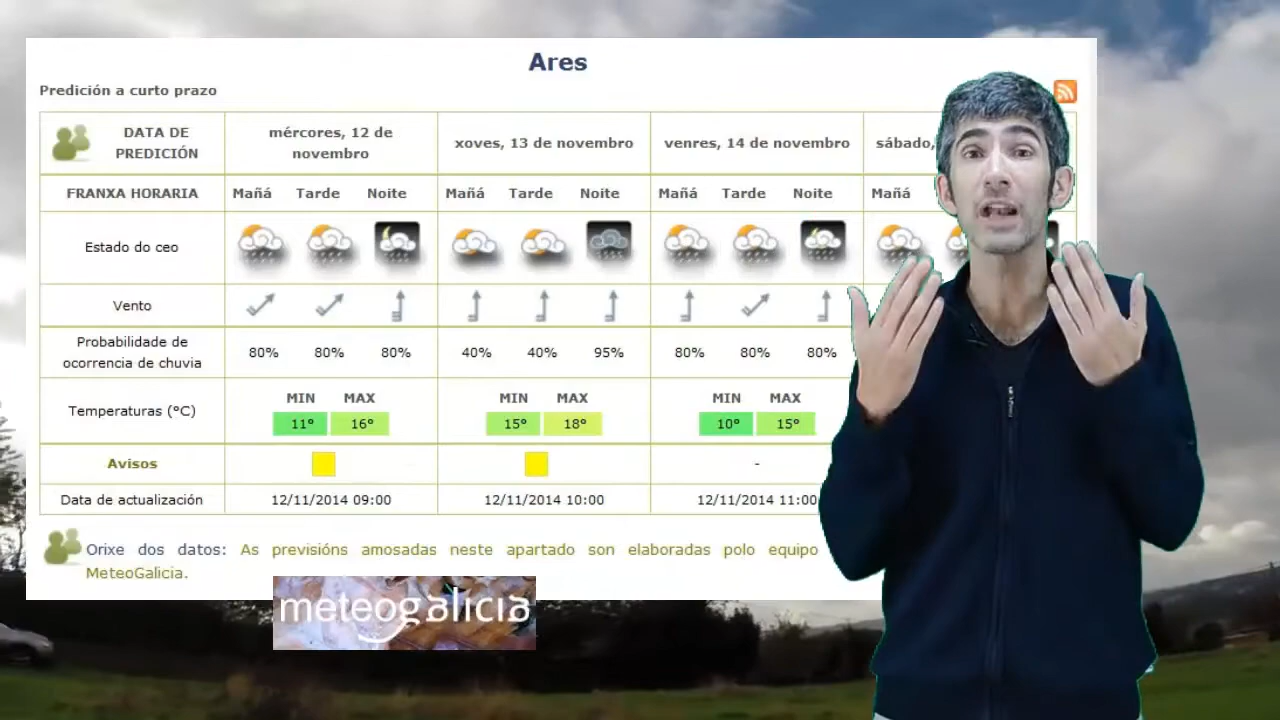 Ares
Predición a curto prazo
DATA DE
PREDICIÓN
mércores, 12 de
novembro
xoves, 13 de novembro
venres, 14 de novembro
sábado,
FRANXA HORARIA
Mañá Tarde Noite
Mañá Tarde Noite
Mañá Tarde Noite
Mañá
Estado do ceo
Vento
Probabilidade de
ocorrencia de chuvia
80% 80% 80%
40% 40% 95%
80% 80% 80%
Temperaturas (°C)
MIN MAX
11° 16°
MIN MAX
15° 18°
MIN MAX
10° 15°
Avisos
-
Data de actualización
12/11/2014 09:00
12/11/2014 10:00
12/11/2014 11:00
Orixe dos datos: As previsións amosadas neste apartado son elaboradas polo equipo
MeteoGalicia.
meteogalicia